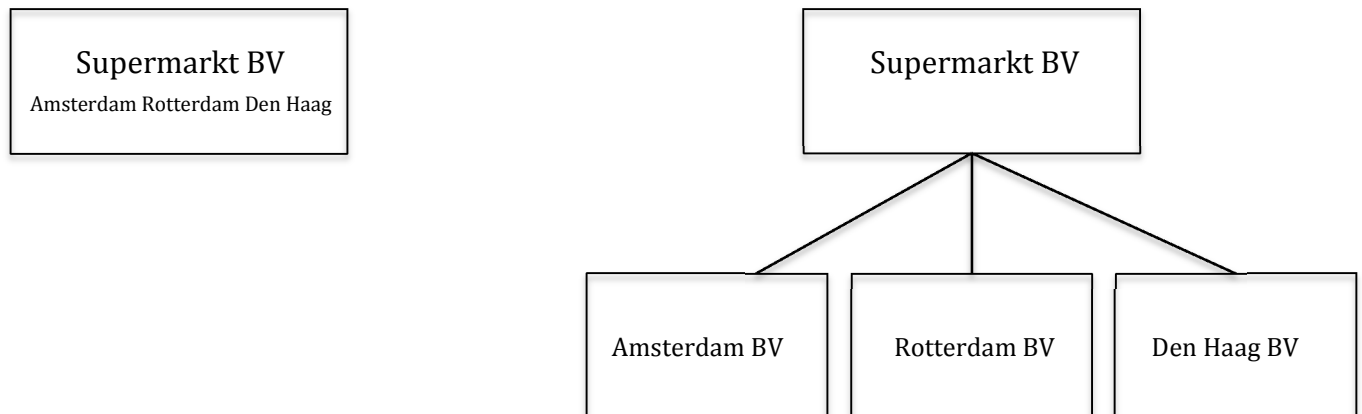 Supermarkt BV
Amsterdam Rotterdam Den Haag
Supermarkt BV
Amsterdam BV
Rotterdam BV
Den Haag BV